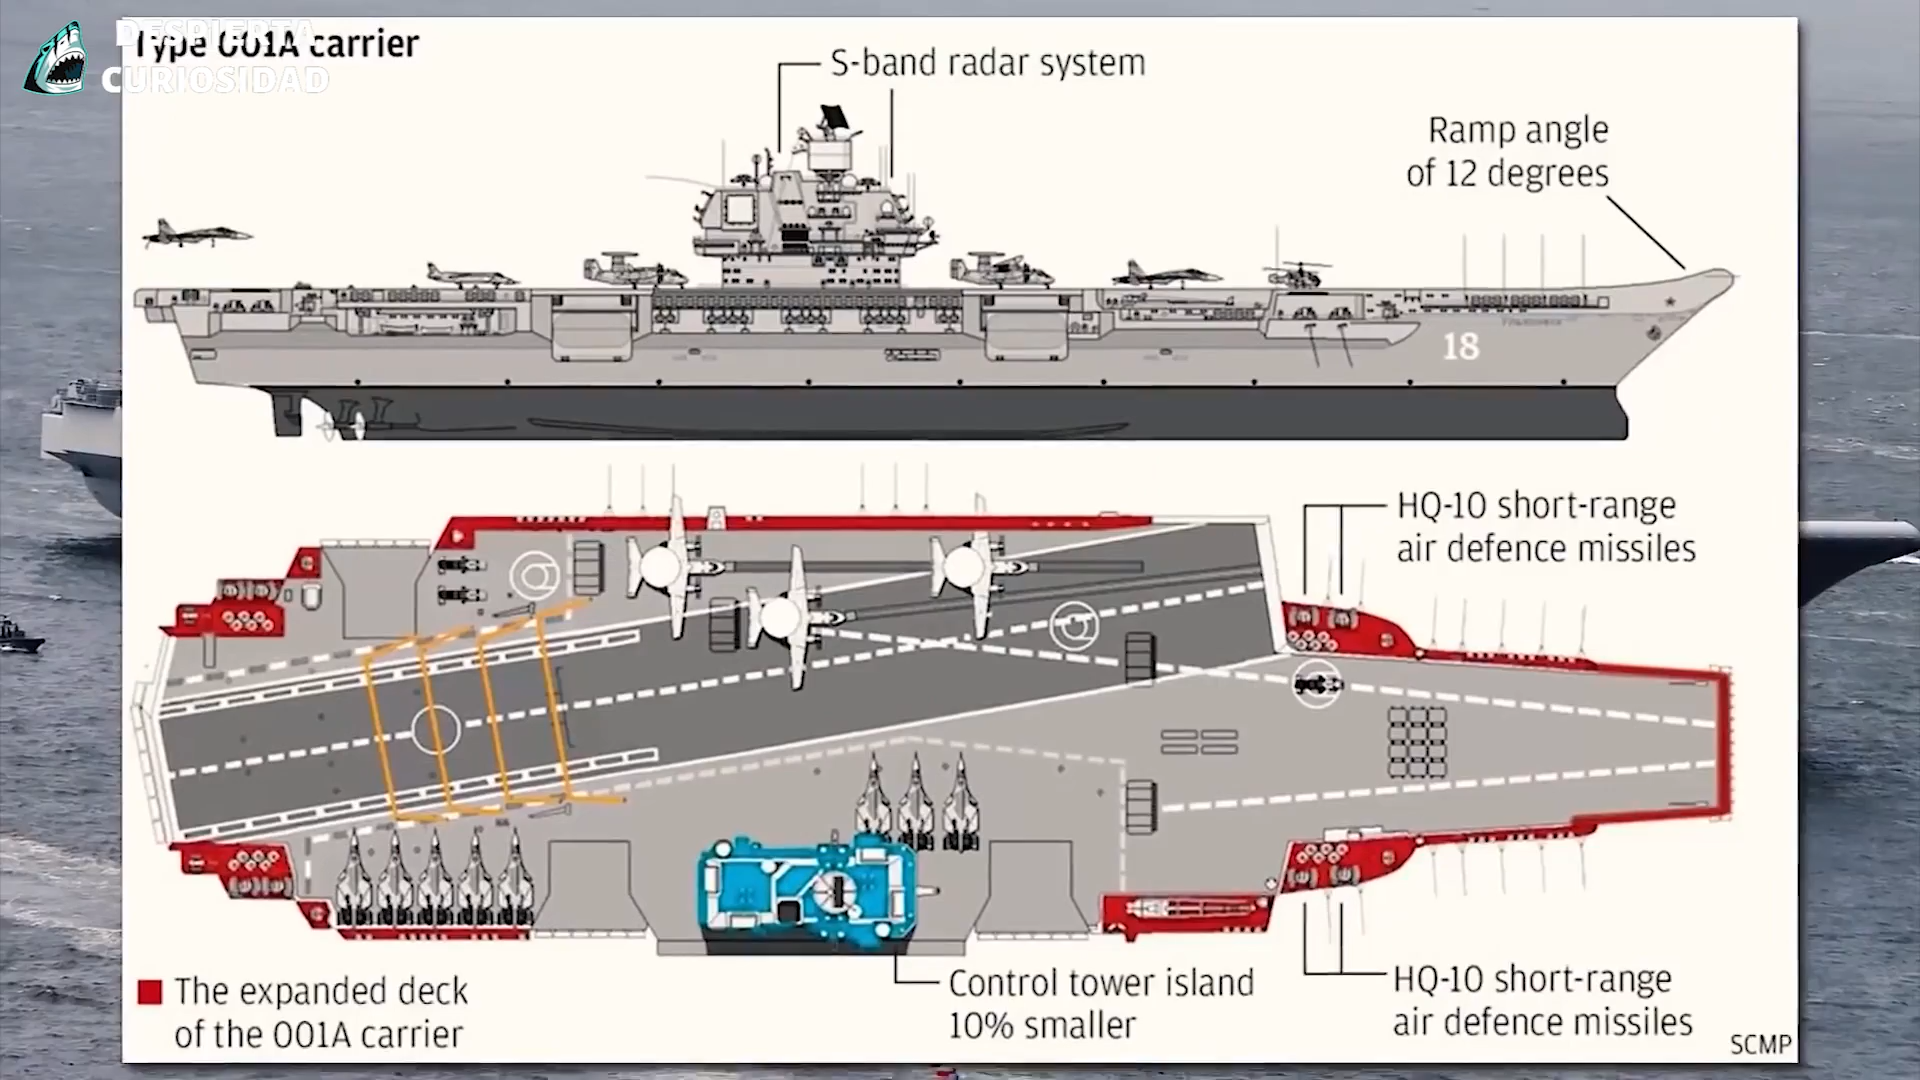 DESPIERTA
CURIOSIDAD
Type 001A carrier
S-band radar system
Ramp angle
of 12 degrees
18
HQ-10 short-range
air defence missiles
The expanded deck
of the 001A carrier
Control tower island
10% smaller
HQ-10 short-range
air defence missiles
SCMP